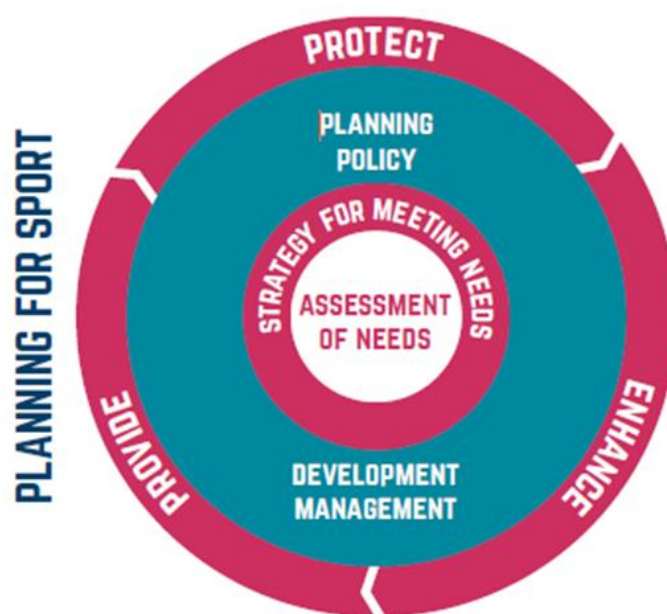 PLANNING FOR SPORT
PROTECT
PLANNING
POLICY
STRATEGY FOR MEETING NEEDS
ASSESSMENT
OF NEEDS
DEVELOPMENT
MANAGEMENT
PROVIDE
ENHANCE